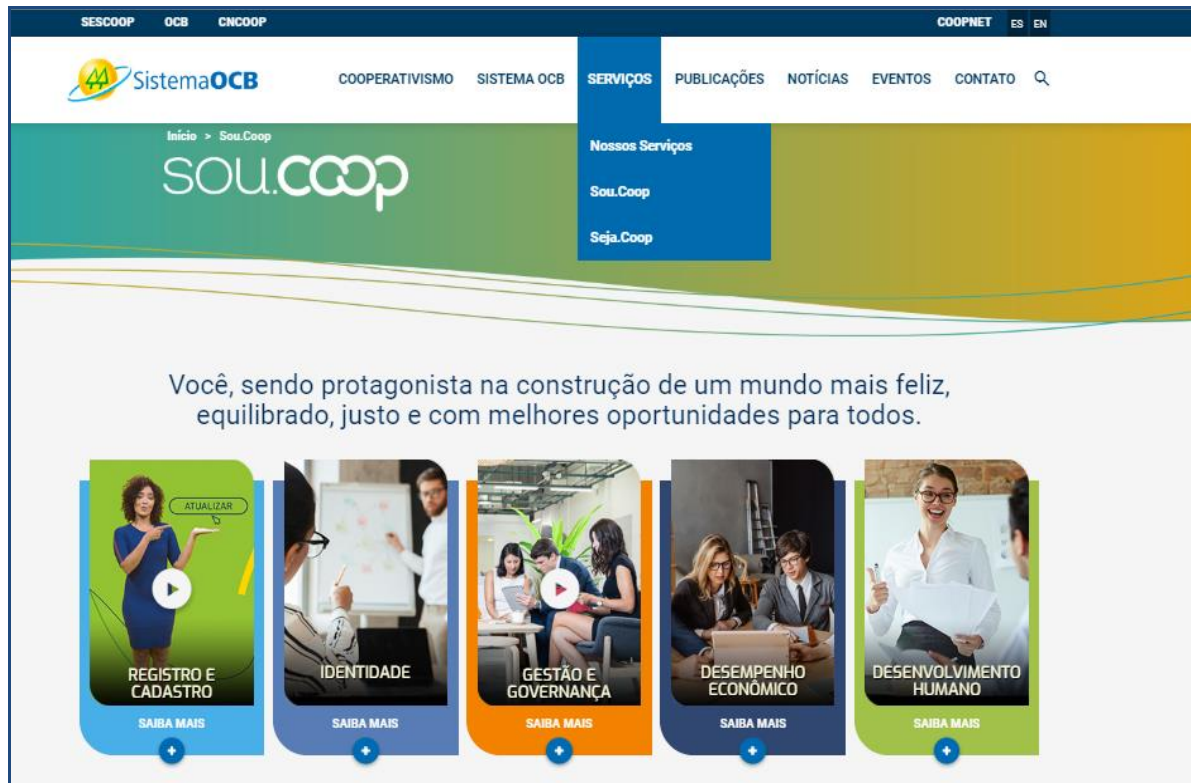 SESCOOP OCB CNCOOP COOPNET ES EN
SistemaOCB COOPERATIVISMO SISTEMA OCB SERVIÇOS PUBLICAÇÕES NOTÍCIAS EVENTOS CONTATO
Início > Sou.Coop
sou.coop
Nossos Serviços
Sou.Coop
Seja.Coop
Você, sendo protagonista na construção de um mundo mais feliz,
equilibrado, justo e com melhores oportunidades para todos.
ATUALIZAR
REGISTRO E
CADASTRO
SAIBA MAIS
IDENTIDADE
SAIBA MAIS
GESTÃO E
GOVERNANÇA
SAIBA MAIS
DESEMPENHO
ECONÔMICO
SAIBA MAIS
DESENVOLVIMENTO
HUMANO
SAIBA MAIS